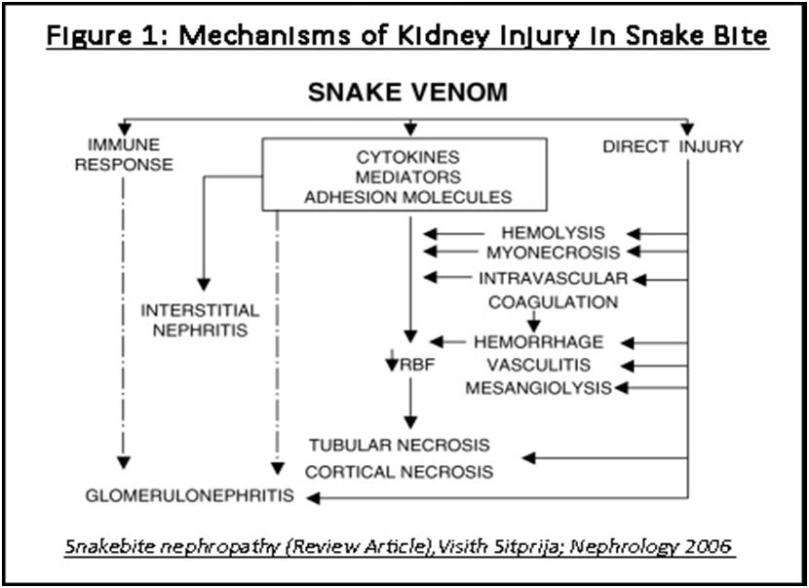 Figure 1: Mechanisms of Kidney Injury in Snake Bite
SNAKE VENOM
IMMUNE
RESPONSE
CYTOKINES
MEDIATORS
ADHESION MOLECULES
DIRECT INJURY
HEMOLYSIS
MYONECROSIS
INTRAVASCULAR
COAGULATION
INTERSTITIAL
NEPHRITIS
HEMORRHAGE
RBF
VASCULITIS
MESANGIOLYSIS
TUBULAR NECROSIS
CORTICAL NECROSIS
GLOMERULONEPHRITIS
Snakebite nephropathy (Review Article),Visith Sitprija; Nephrology 2006